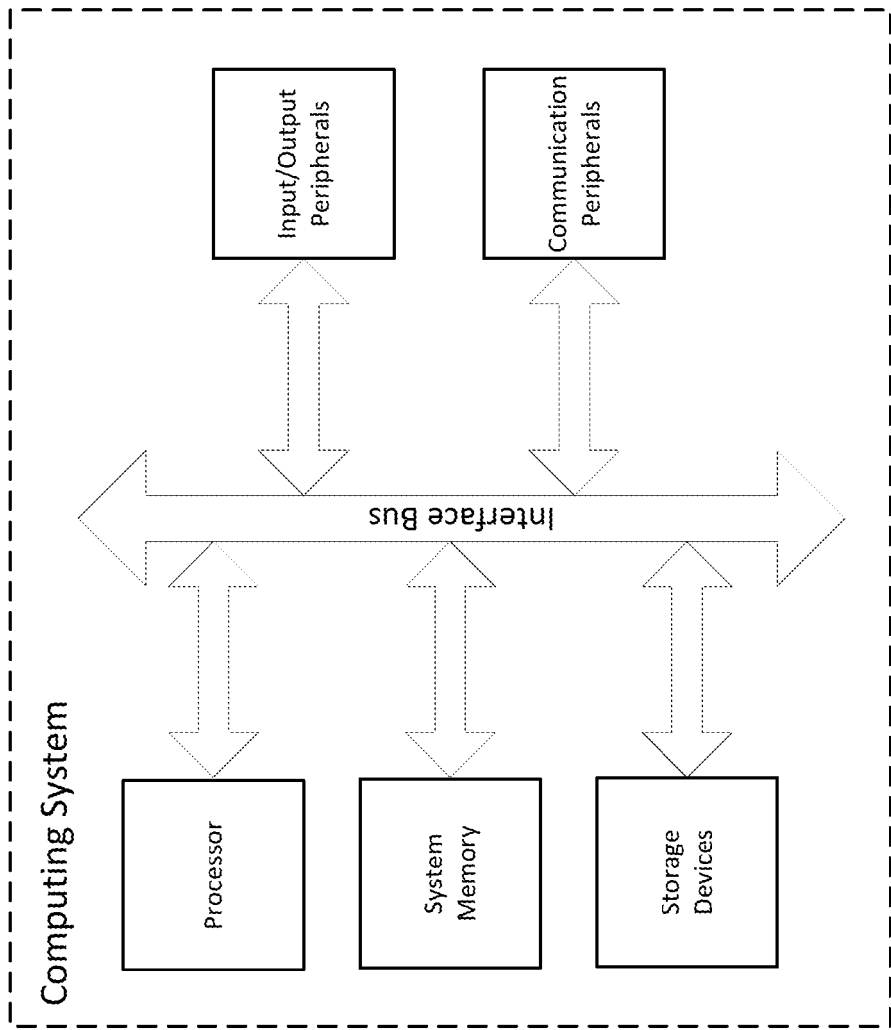 Computing System
Processor
System
Memory
Storage
Devices
Interface Bus
Input/Output
Peripherals
Communication
Peripherals